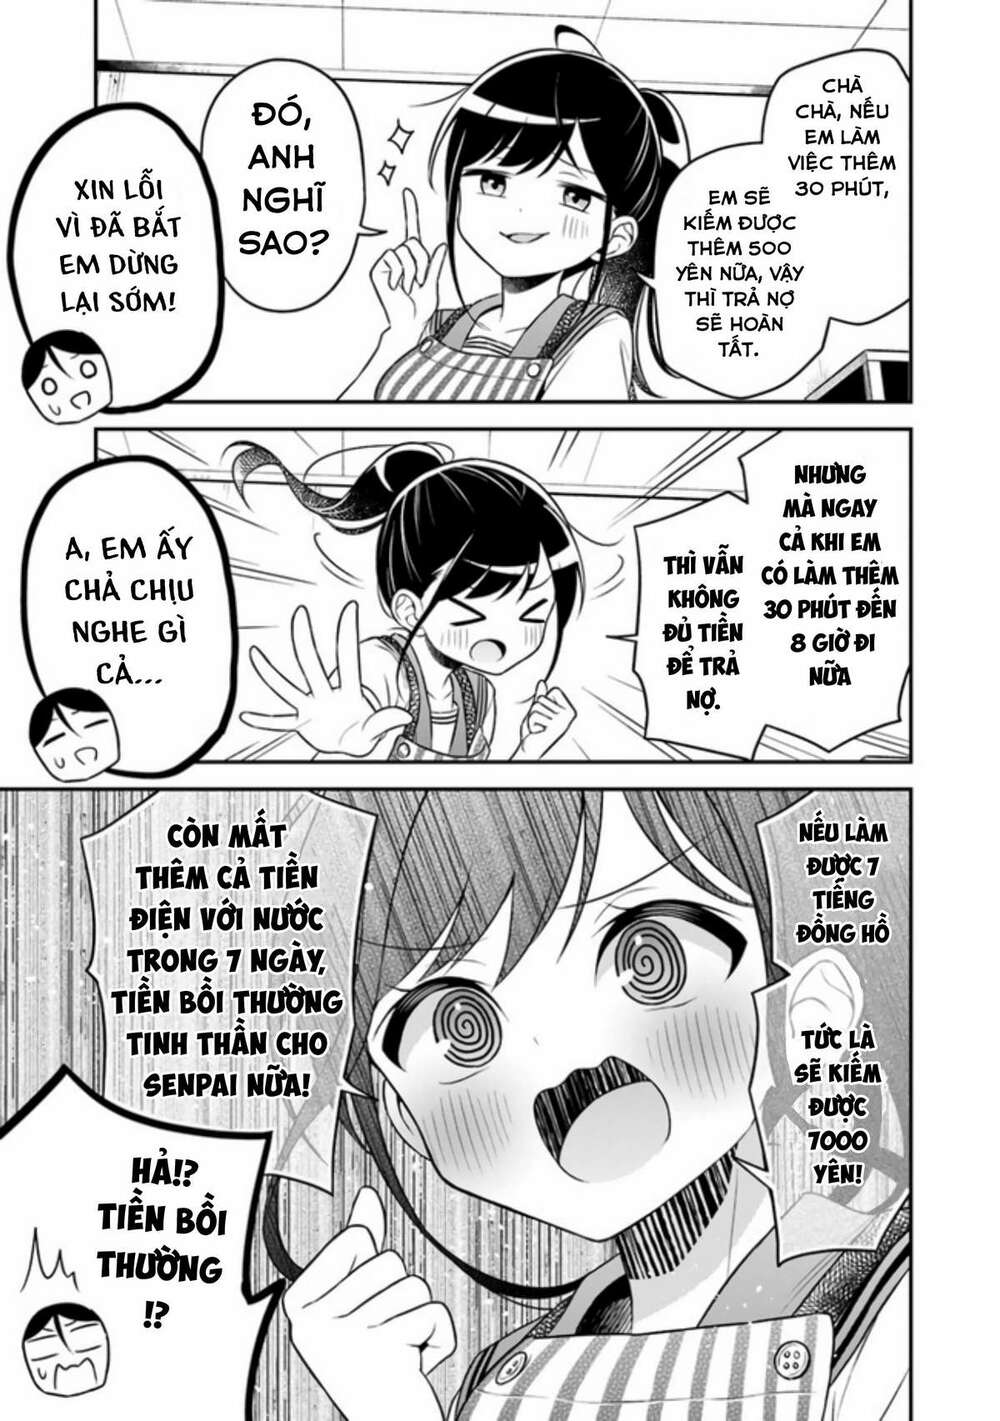 CHÀ
CHÀ, NẾU
EM LÀM
VIỆC THÊM
30 PHÚT,
EM SẼ
KIẾM ĐƯỢC
THÊM 500
YÊN NỮA, VẬY
THÌ TRẢ NỢ
SẼ HOÀN
TẤT.
ĐÓ,
ANH
NGHĨ
SAO?
XIN LỖI
VÌ ĐÃ BẮT
EM DỪNG
LẠI SỚM!
NHƯNG
MÀ NGAY
CẢ KHI EM
CÓ LÀM THÊM
30 PHÚT ĐẾN
8 GIỜ ĐI
NỮA
THÌ VẪN
KHÔNG
ĐỦ TIỀN
ĐỂ TRẢ
NỢ.
A, EM ẤY
CHẢ CHỊU
NGHE GÌ
CẢ...
NẾU LÀM
ĐƯỢC 7
TIẾNG
ĐỒNG HỒ
TỨC LÀ
SẼ KIẾM
ĐƯỢC
7000
YÊN!
CÒN MẤT
THÊM CẢ TIỀN
ĐIỆN VỚI NƯỚC
TRONG 7 NGÀY,
TIỀN BỒI THƯỜNG
TINH THẦN CHO
SENPAI NỮA!
HẢ!?
TIỀN BỒI
THƯỜNG
!?